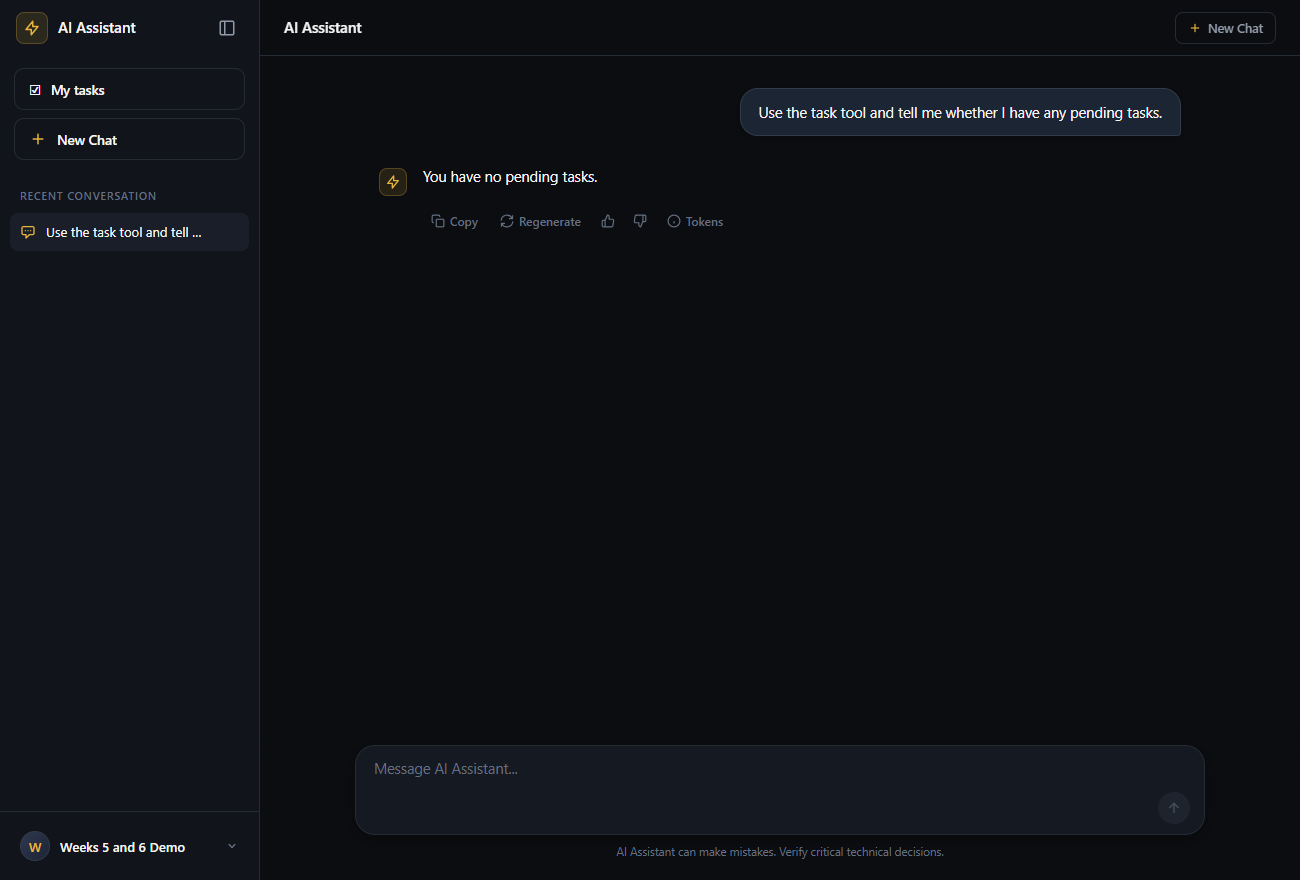 AI Assistant
My tasks
New Chat
RECENT CONVERSATION
Use the task tool and tell ...
W
Weeks 5 and 6 Demo
AI Assistant
New Chat
Use the task tool and tell me whether I have any pending tasks.
You have no pending tasks.
Copy
Regenerate
Tokens
Message AI Assistant...
AI Assistant can make mistakes. Verify critical technical decisions.